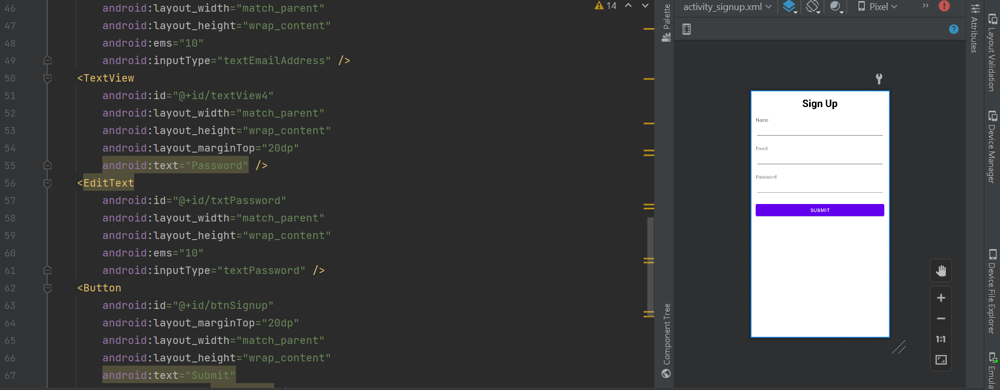 46 android:layout_width="match_parent"
47 android:layout_height="wrap_content"
48 android:ems="10"
49 android:inputType="textEmailAddress" />
50 <TextView
51 android:id="@+id/textView4"
52 android:layout_width="match_parent"
53 android:layout_height="wrap_content"
54 android:layout_marginTop="20dp"
55 android:text="Password" />
56 <EditText
57 android:id="@+id/txtPassword"
58 android:layout_width="match_parent"
59 android:layout_height="wrap_content"
60 android:ems="10"
61 android:inputType="textPassword" />
62 <Button
63 android:id="@+id/btnSignup"
64 android:layout_marginTop="20dp"
65 android:layout_width="match_parent"
66 android:layout_height="wrap_content"
67 android:text="Submit"
14
Palette
Component Tree
activity_signup.xml
Pixel
»
?
Sign Up
Name
Email
Password
SUBMIT
1:1
Attributes
Layout Validation
Device Manager
Device File Explorer